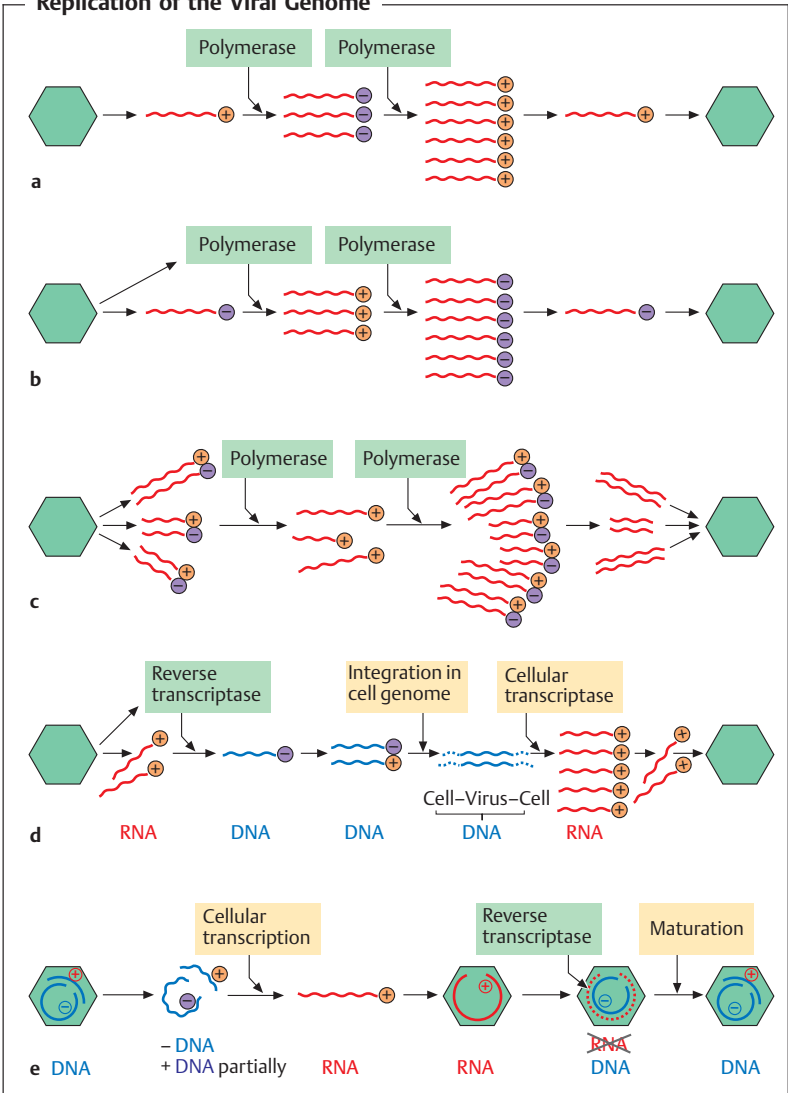 Replication of the Viral Genome
Polymerase Polymerase
+ − − − + + + + + + +
a
Polymerase Polymerase
− + + + − − − − − − −
b
+ − + − + −
Polymerase Polymerase
+ + +
+ − + − + − + − + − + −
c
Reverse transcriptase
Integration in cell genome
Cellular transcriptase
+ + − − + + + + + + + +
Cell–Virus–Cell
d RNA DNA DNA DNA RNA
Cellular transcription
Reverse transcriptase
Maturation
+ − + − + + − + −
– DNA
+ DNA partially
RNA
e DNA RNA RNA DNA DNA